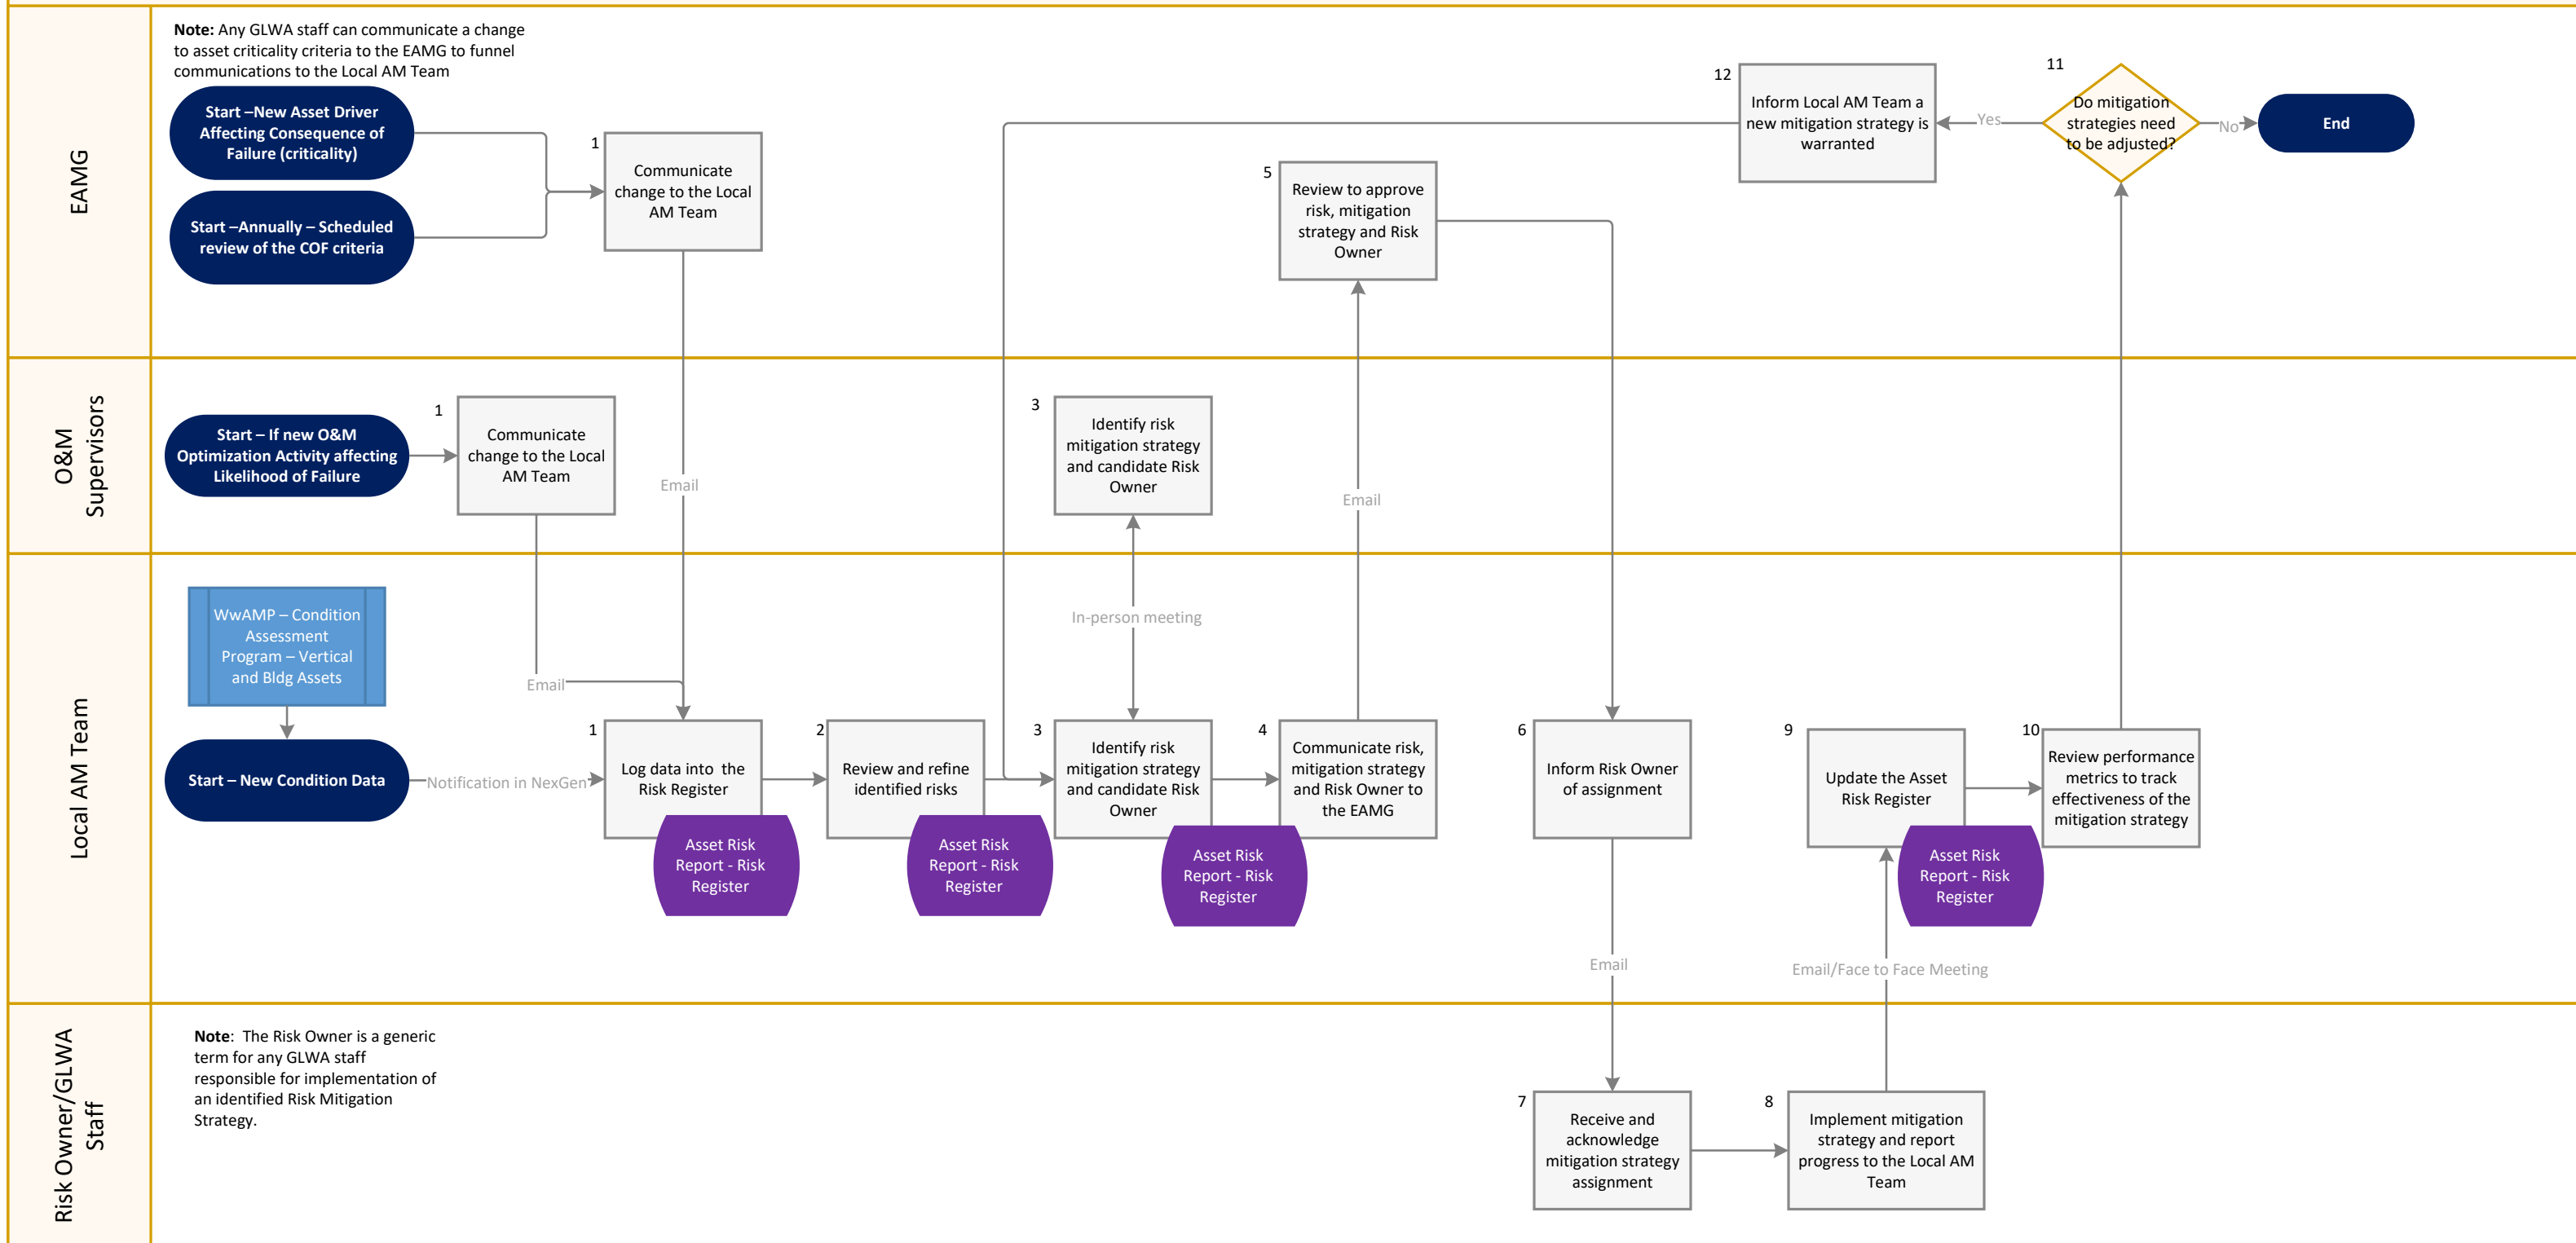 EAMG
Note: Any GLWA staff can communicate a change
to asset criticality criteria to the EAMG to funnel
communications to the Local AM Team
Start –New Asset Driver
Affecting Consequence of
Failure (criticality)
Start –Annually – Scheduled
review of the COF criteria
1
Communicate
change to the Local
AM Team
Email
5
Review to approve
risk, mitigation
strategy and Risk
Owner
12
Inform Local AM Team a
new mitigation strategy is
warranted
Yes
11
Do mitigation
strategies need
to be adjusted?
No
End
O&M
Supervisors
Start – If new O&M
Optimization Activity affecting
Likelihood of Failure
1
Communicate
change to the Local
AM Team
Email
3
Identify risk
mitigation strategy
and candidate Risk
Owner
In-person meeting
Email
Local AM Team
WwAMP – Condition
Assessment
Program – Vertical
and Bldg Assets
Start – New Condition Data
Notification in NexGen
1
Log data into the
Risk Register
Asset Risk
Report - Risk
Register
2
Review and refine
identified risks
Asset Risk
Report - Risk
Register
3
Identify risk
mitigation strategy
and candidate Risk
Owner
Asset Risk
Report - Risk
Register
4
Communicate risk,
mitigation strategy
and Risk Owner to
the EAMG
6
Inform Risk Owner
of assignment
Email
9
Update the Asset
Risk Register
Asset Risk
Report - Risk
Register
10
Review performance
metrics to track
effectiveness of the
mitigation strategy
Email/Face to Face Meeting
Risk Owner/GLWA
Staff
Note: The Risk Owner is a generic
term for any GLWA staff
responsible for implementation of
an identified Risk Mitigation
Strategy.
7
Receive and
acknowledge
mitigation strategy
assignment
8
Implement mitigation
strategy and report
progress to the Local AM
Team